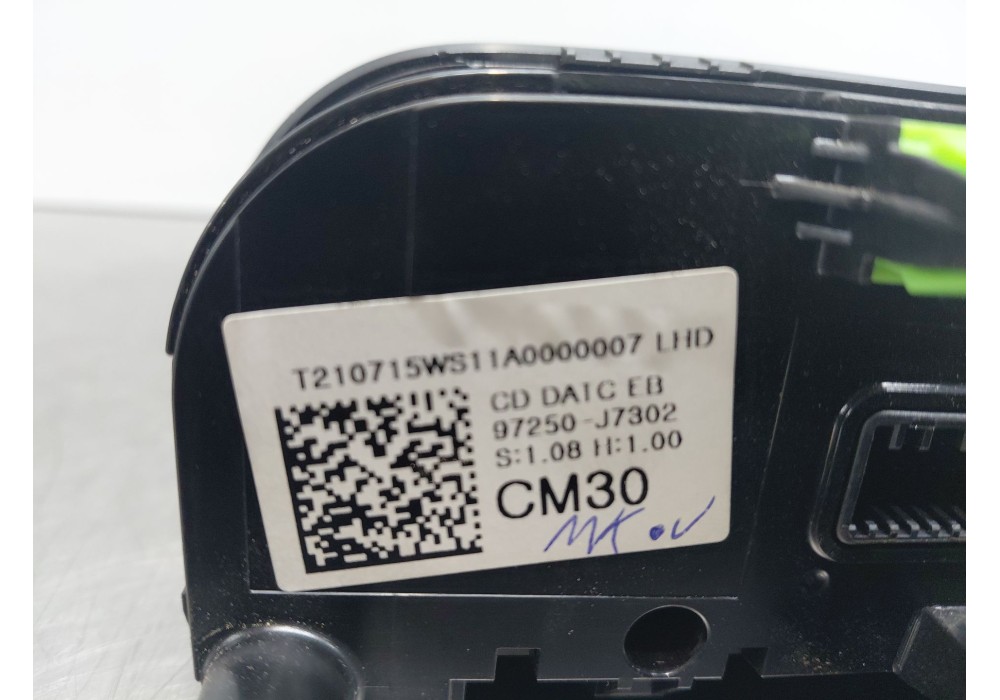 T210715WS11A0000007 LHD
CD DATC EB
97250-J7302
S:1.08 H:1.00
CM30